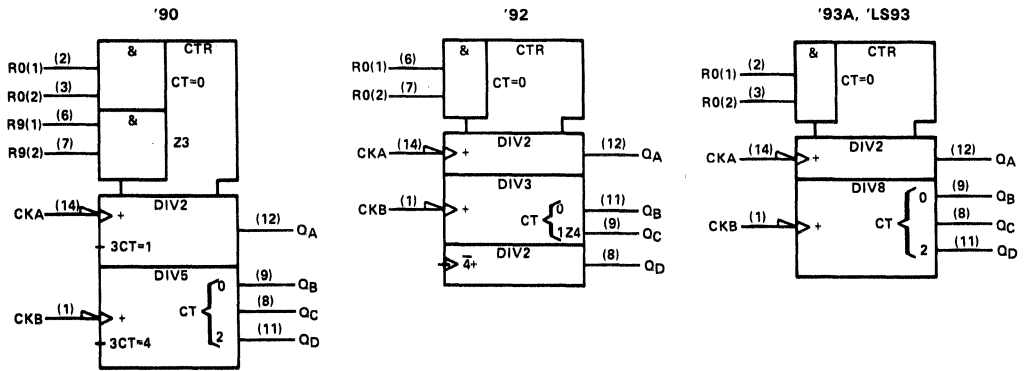 '90
&
CTR
R0(1)
(2)
R0(2)
(3)
CT=0
R9(1)
(6)
&
R9(2)
(7)
Z3
CKA
(14)
+
DIV2
(12)
QA
3CT=1
DIV5
CKB
(1)
+
CT
0
2
(9)
QB
(8)
QC
(11)
QD
3CT=4
'92
&
CTR
R0(1)
(6)
R0(2)
(7)
CT=0
CKA
(14)
+
DIV2
(12)
QA
DIV3
CKB
(1)
+
CT
0
1Z4
(11)
QB
(9)
QC
DIV2
4+
(8)
QD
'93A, 'LS93
&
CTR
R0(1)
(2)
R0(2)
(3)
CT=0
CKA
(14)
+
DIV2
(12)
QA
DIV8
CKB
(1)
+
CT
0
2
(9)
QB
(8)
QC
(11)
QD